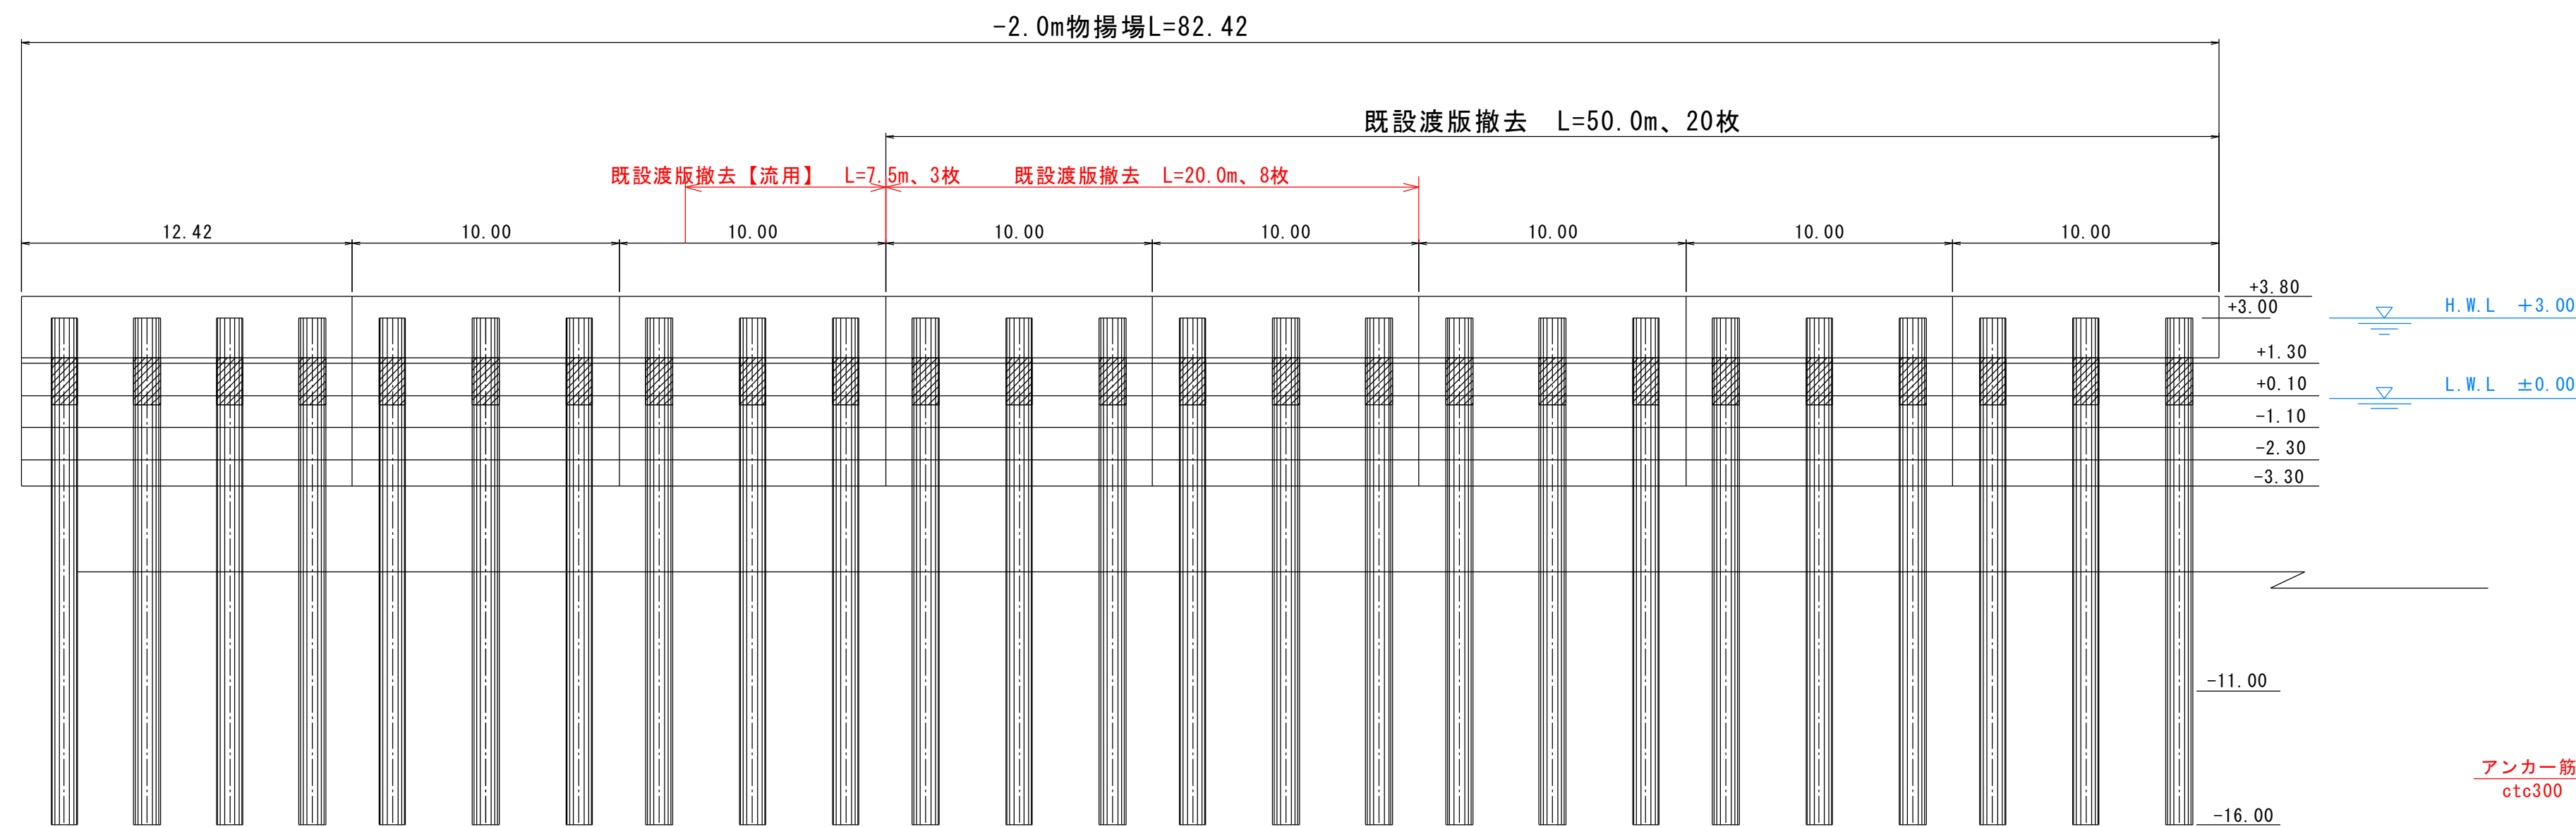 -2.0m物揚場L=82.42
既設渡版撤去　L=50.0m、20枚
既設渡版撤去【流用】　L=7.5m、3枚
既設渡版撤去　L=20.0m、8枚
12.42
10.00
10.00
10.00
10.00
10.00
10.00
10.00
+3.80
+3.00
H.W.L　+3.00
+1.30
+0.10
L.W.L　±0.00
-1.10
-2.30
-3.30
-11.00
アンカー筋
ctc300
-16.00